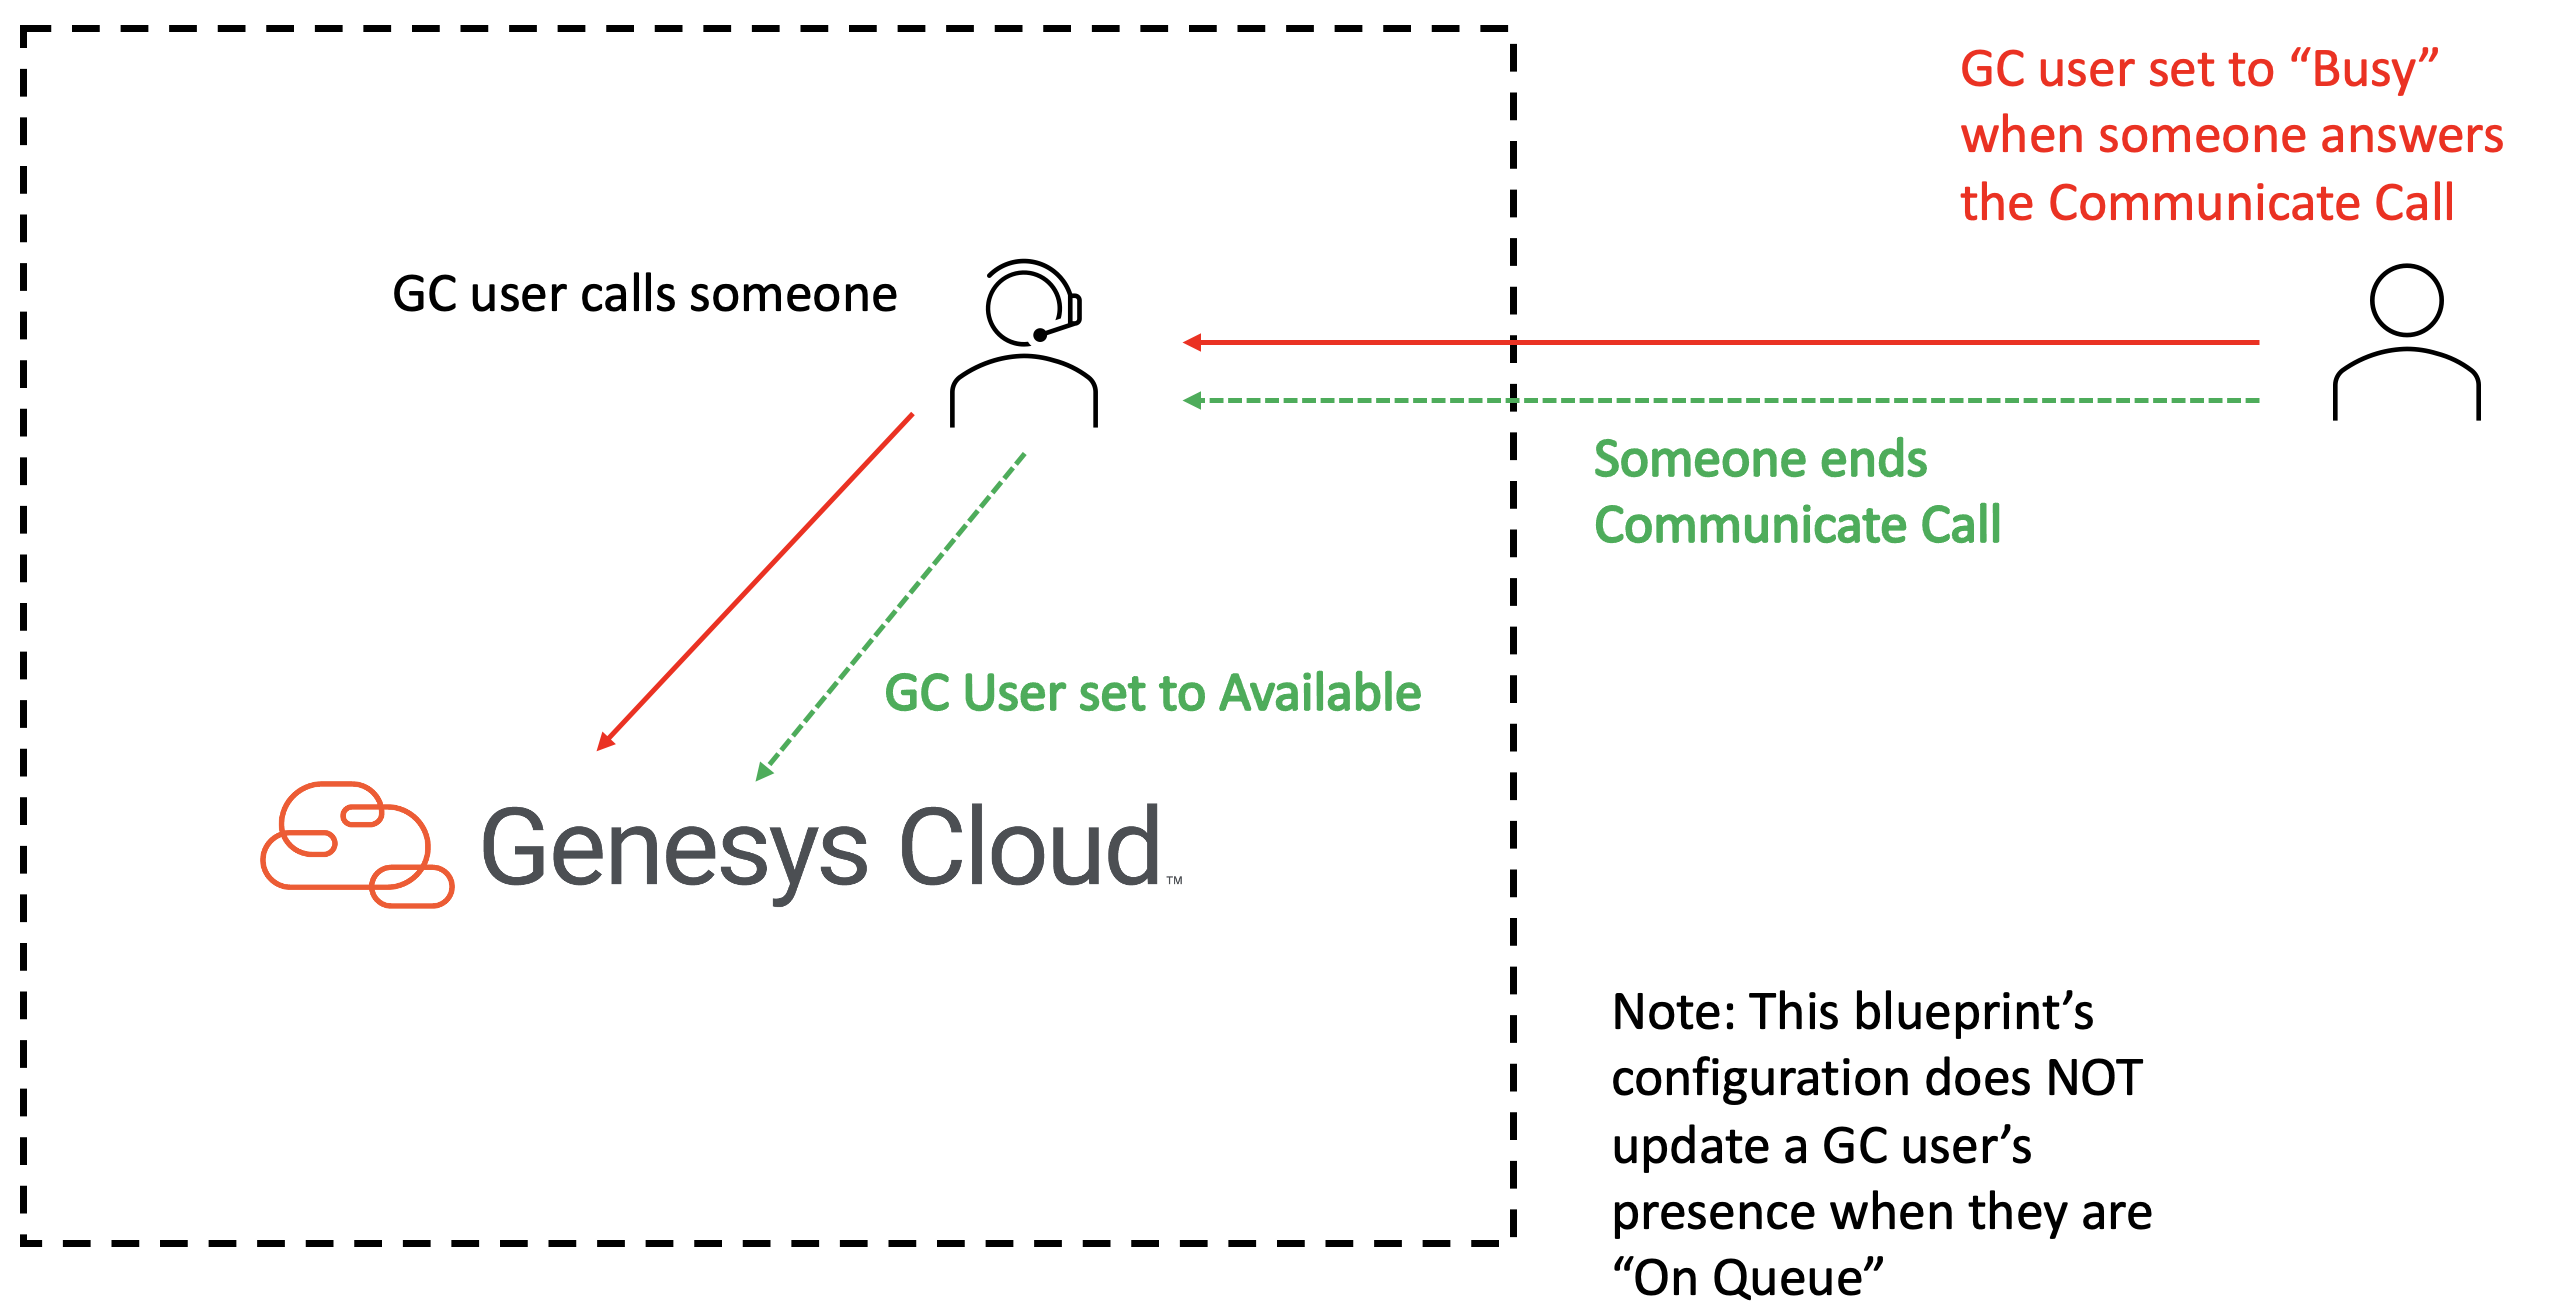 GC user set to “Busy”
when someone answers
the Communicate Call
GC user calls someone
Someone ends
Communicate Call
GC User set to Available
Genesys Cloud™
Note: This blueprint’s
configuration does NOT
update a GC user’s
presence when they are
“On Queue”